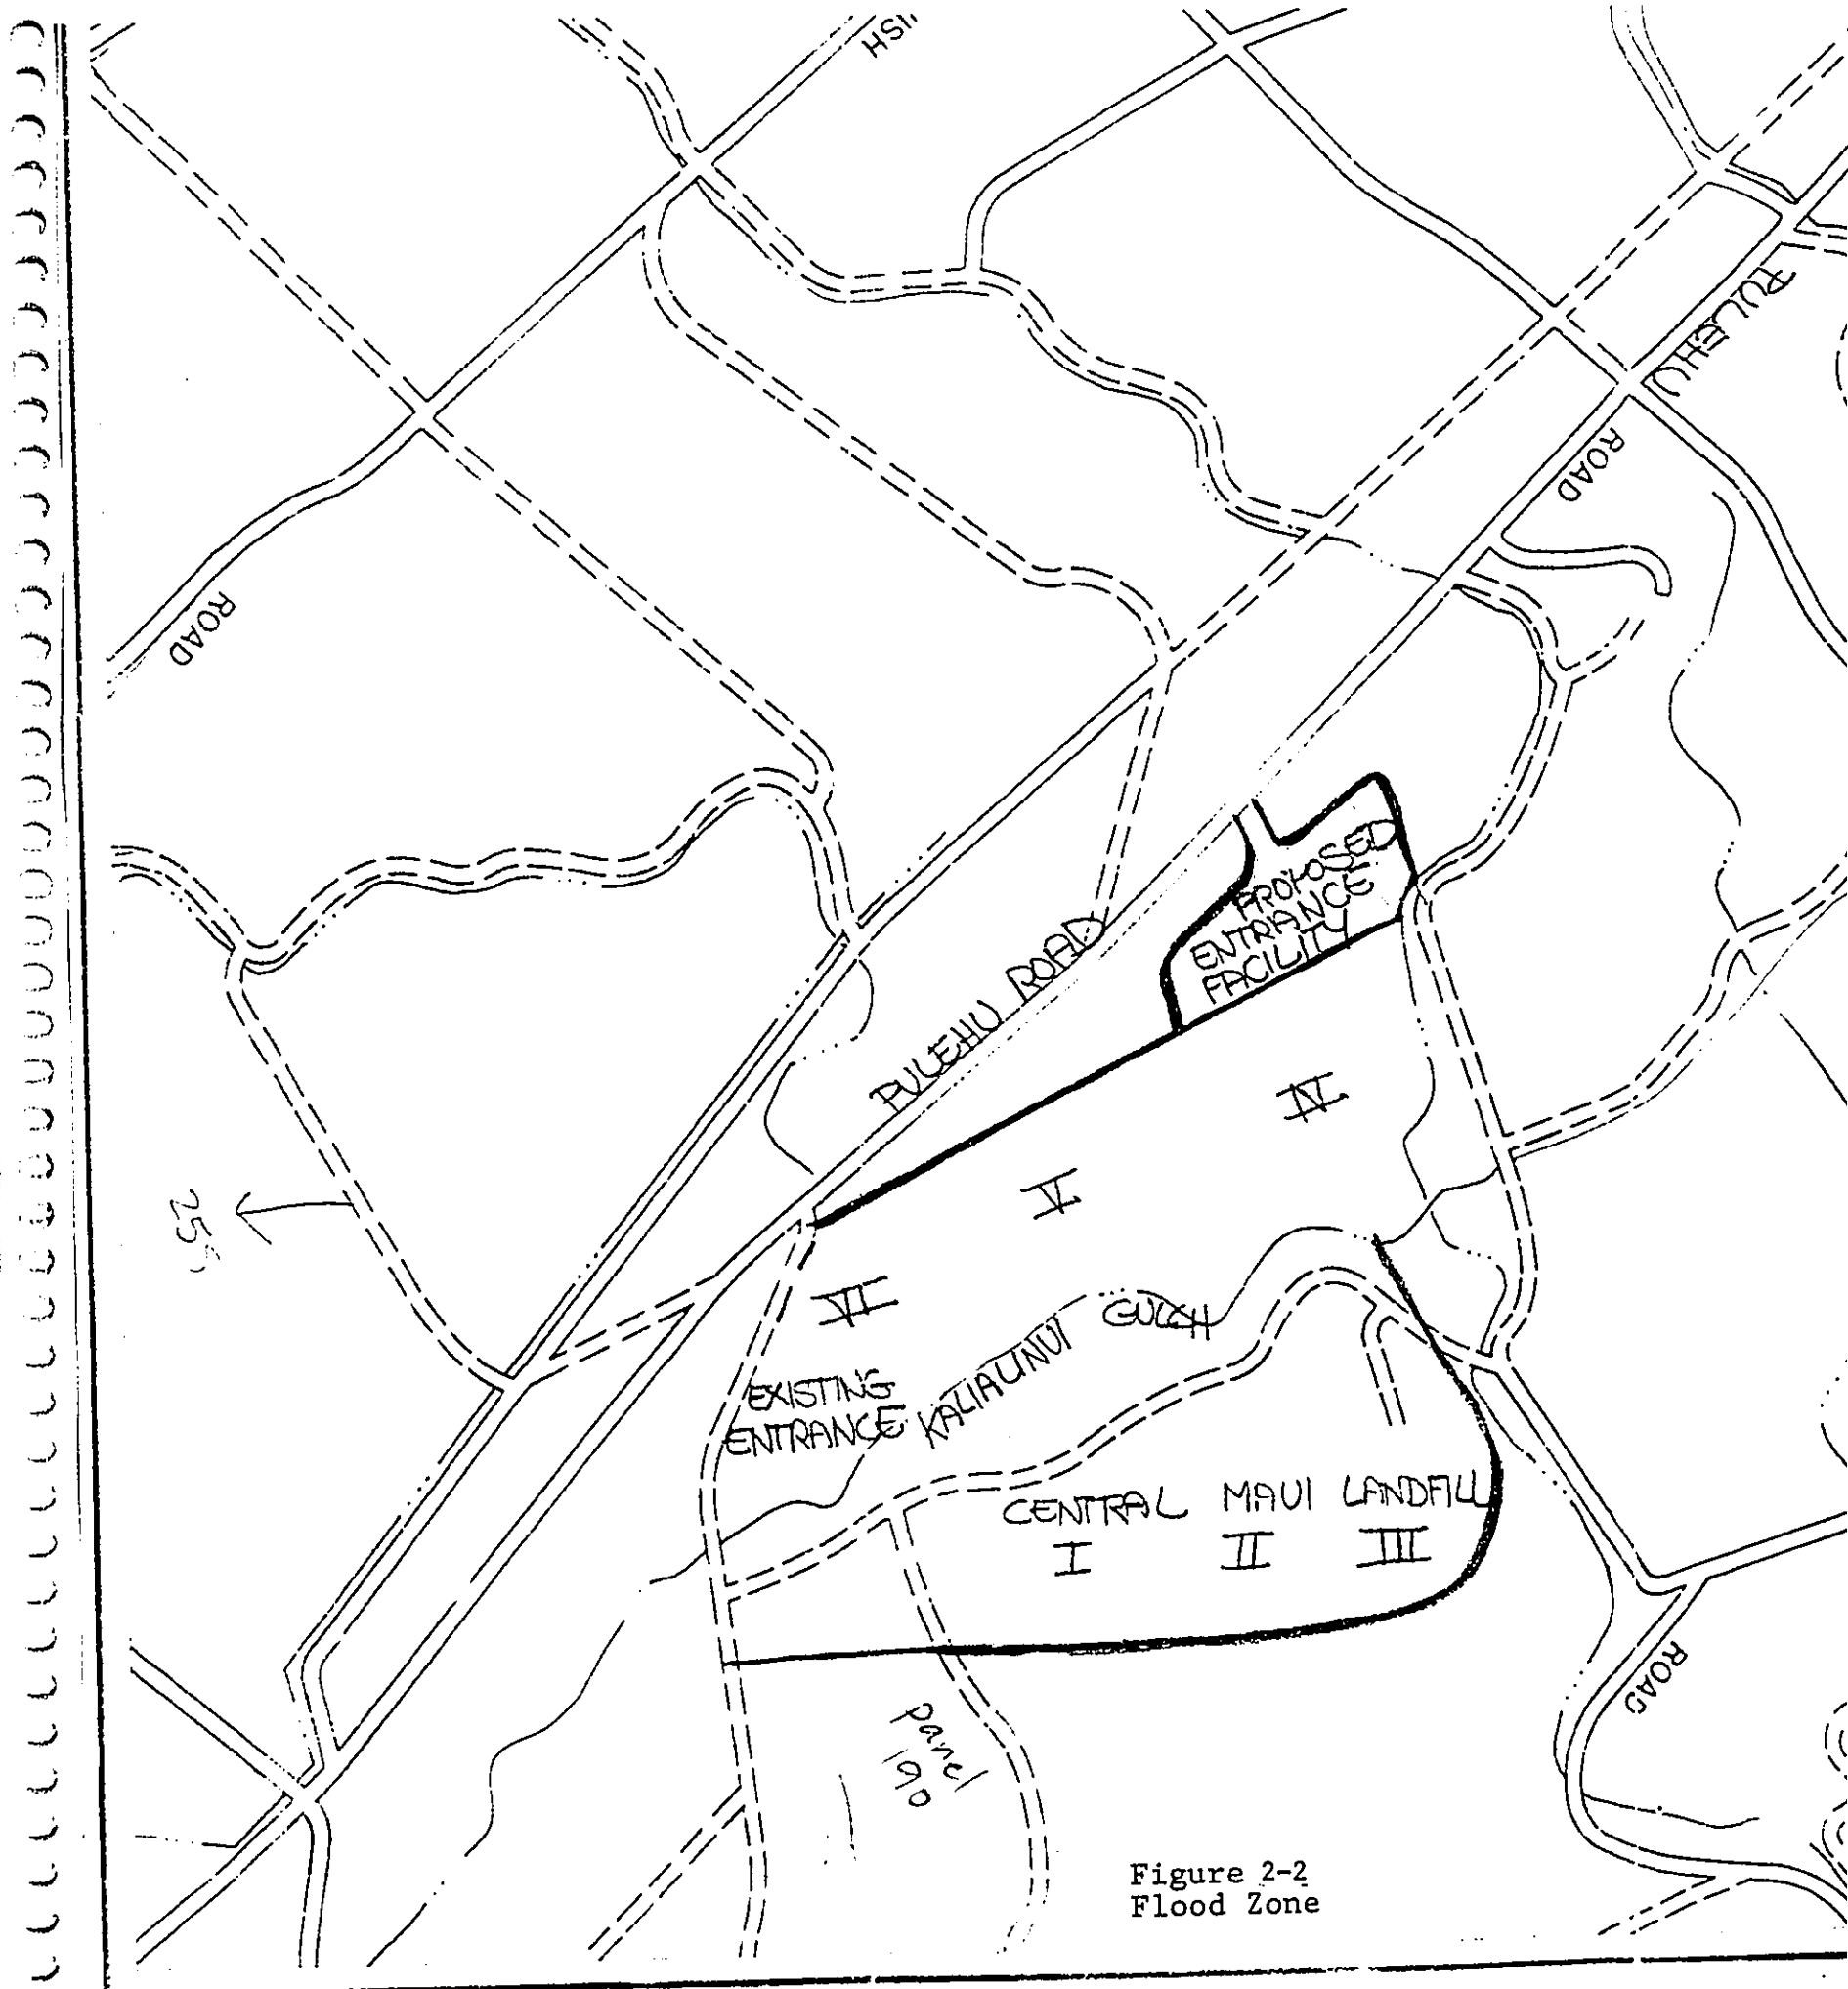 PULEHU
ROAD
ROAD
PROPOSED
ENTRANCE
FACILITY
PULEHU ROAD
IV
V
VI
GULCH
KALIALINUI
EXISTING
ENTRANCE
CENTRAL MAUI LANDFILL
I II III
ROAD
panel
190
Figure 2-2
Flood Zone